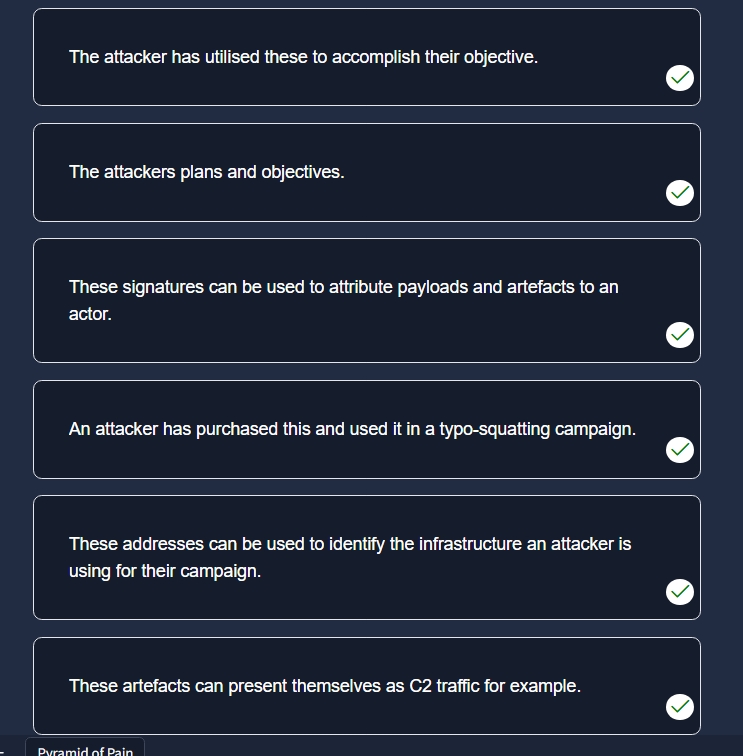 The attacker has utilised these to accomplish their objective.
The attackers plans and objectives.
These signatures can be used to attribute payloads and artefacts to an
actor.
An attacker has purchased this and used it in a typo-squatting campaign.
These addresses can be used to identify the infrastructure an attacker is
using for their campaign.
These artefacts can present themselves as C2 traffic for example.
Pyramid of Pain